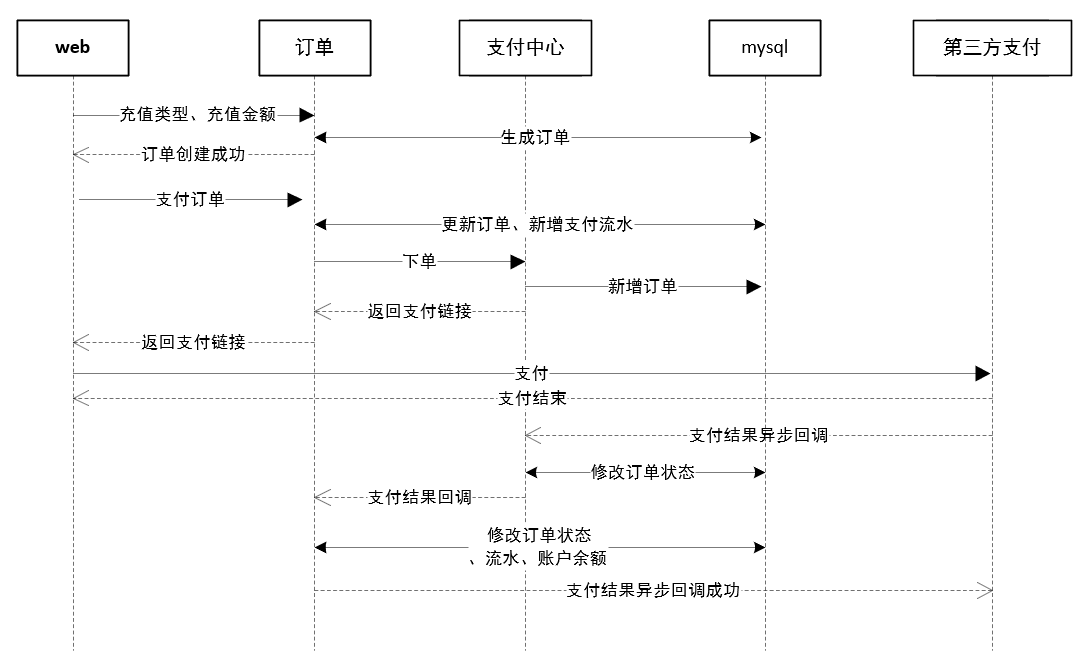 web
订单
支付中心
mysql
第三方支付
充值类型、充值金额
生成订单
订单创建成功
支付订单
更新订单、新增支付流水
下单
新增订单
返回支付链接
返回支付链接
支付
支付结束
支付结果异步回调
修改订单状态
支付结果回调
修改订单状态
、流水、账户余额
支付结果异步回调成功